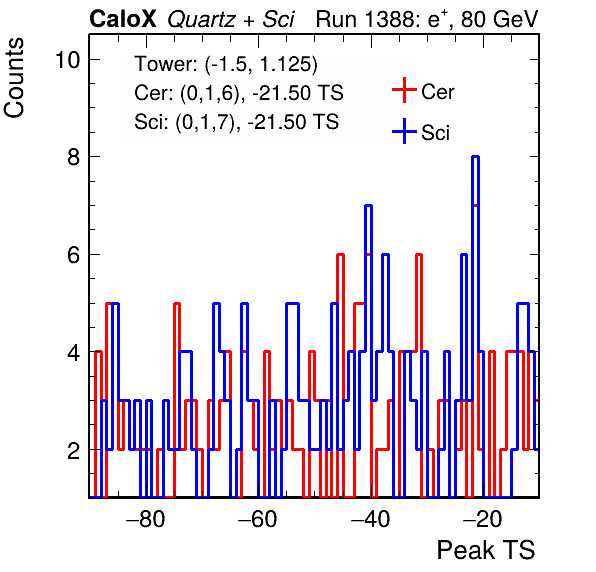 CaloX Quartz + Sci Run 1388: e+, 80 GeV
Counts
Tower: (-1.5, 1.125)
Cer: (0,1,6), -21.50 TS
Sci: (0,1,7), -21.50 TS
Cer
Sci
10
8
6
4
2
−80 −60 −40 −20
Peak TS